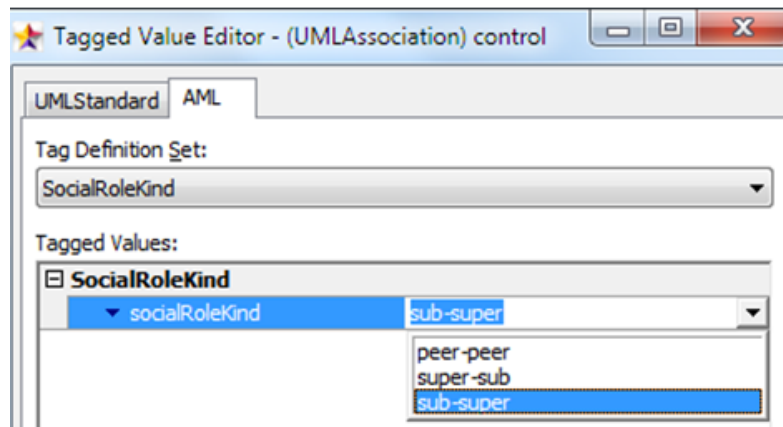 Tagged Value Editor - (UMLAssociation) control
UMLStandard AML
Tag Definition Set:
SocialRoleKind
Tagged Values:
SocialRoleKind
socialRoleKind sub-super
peer-peer
super-sub
sub-super